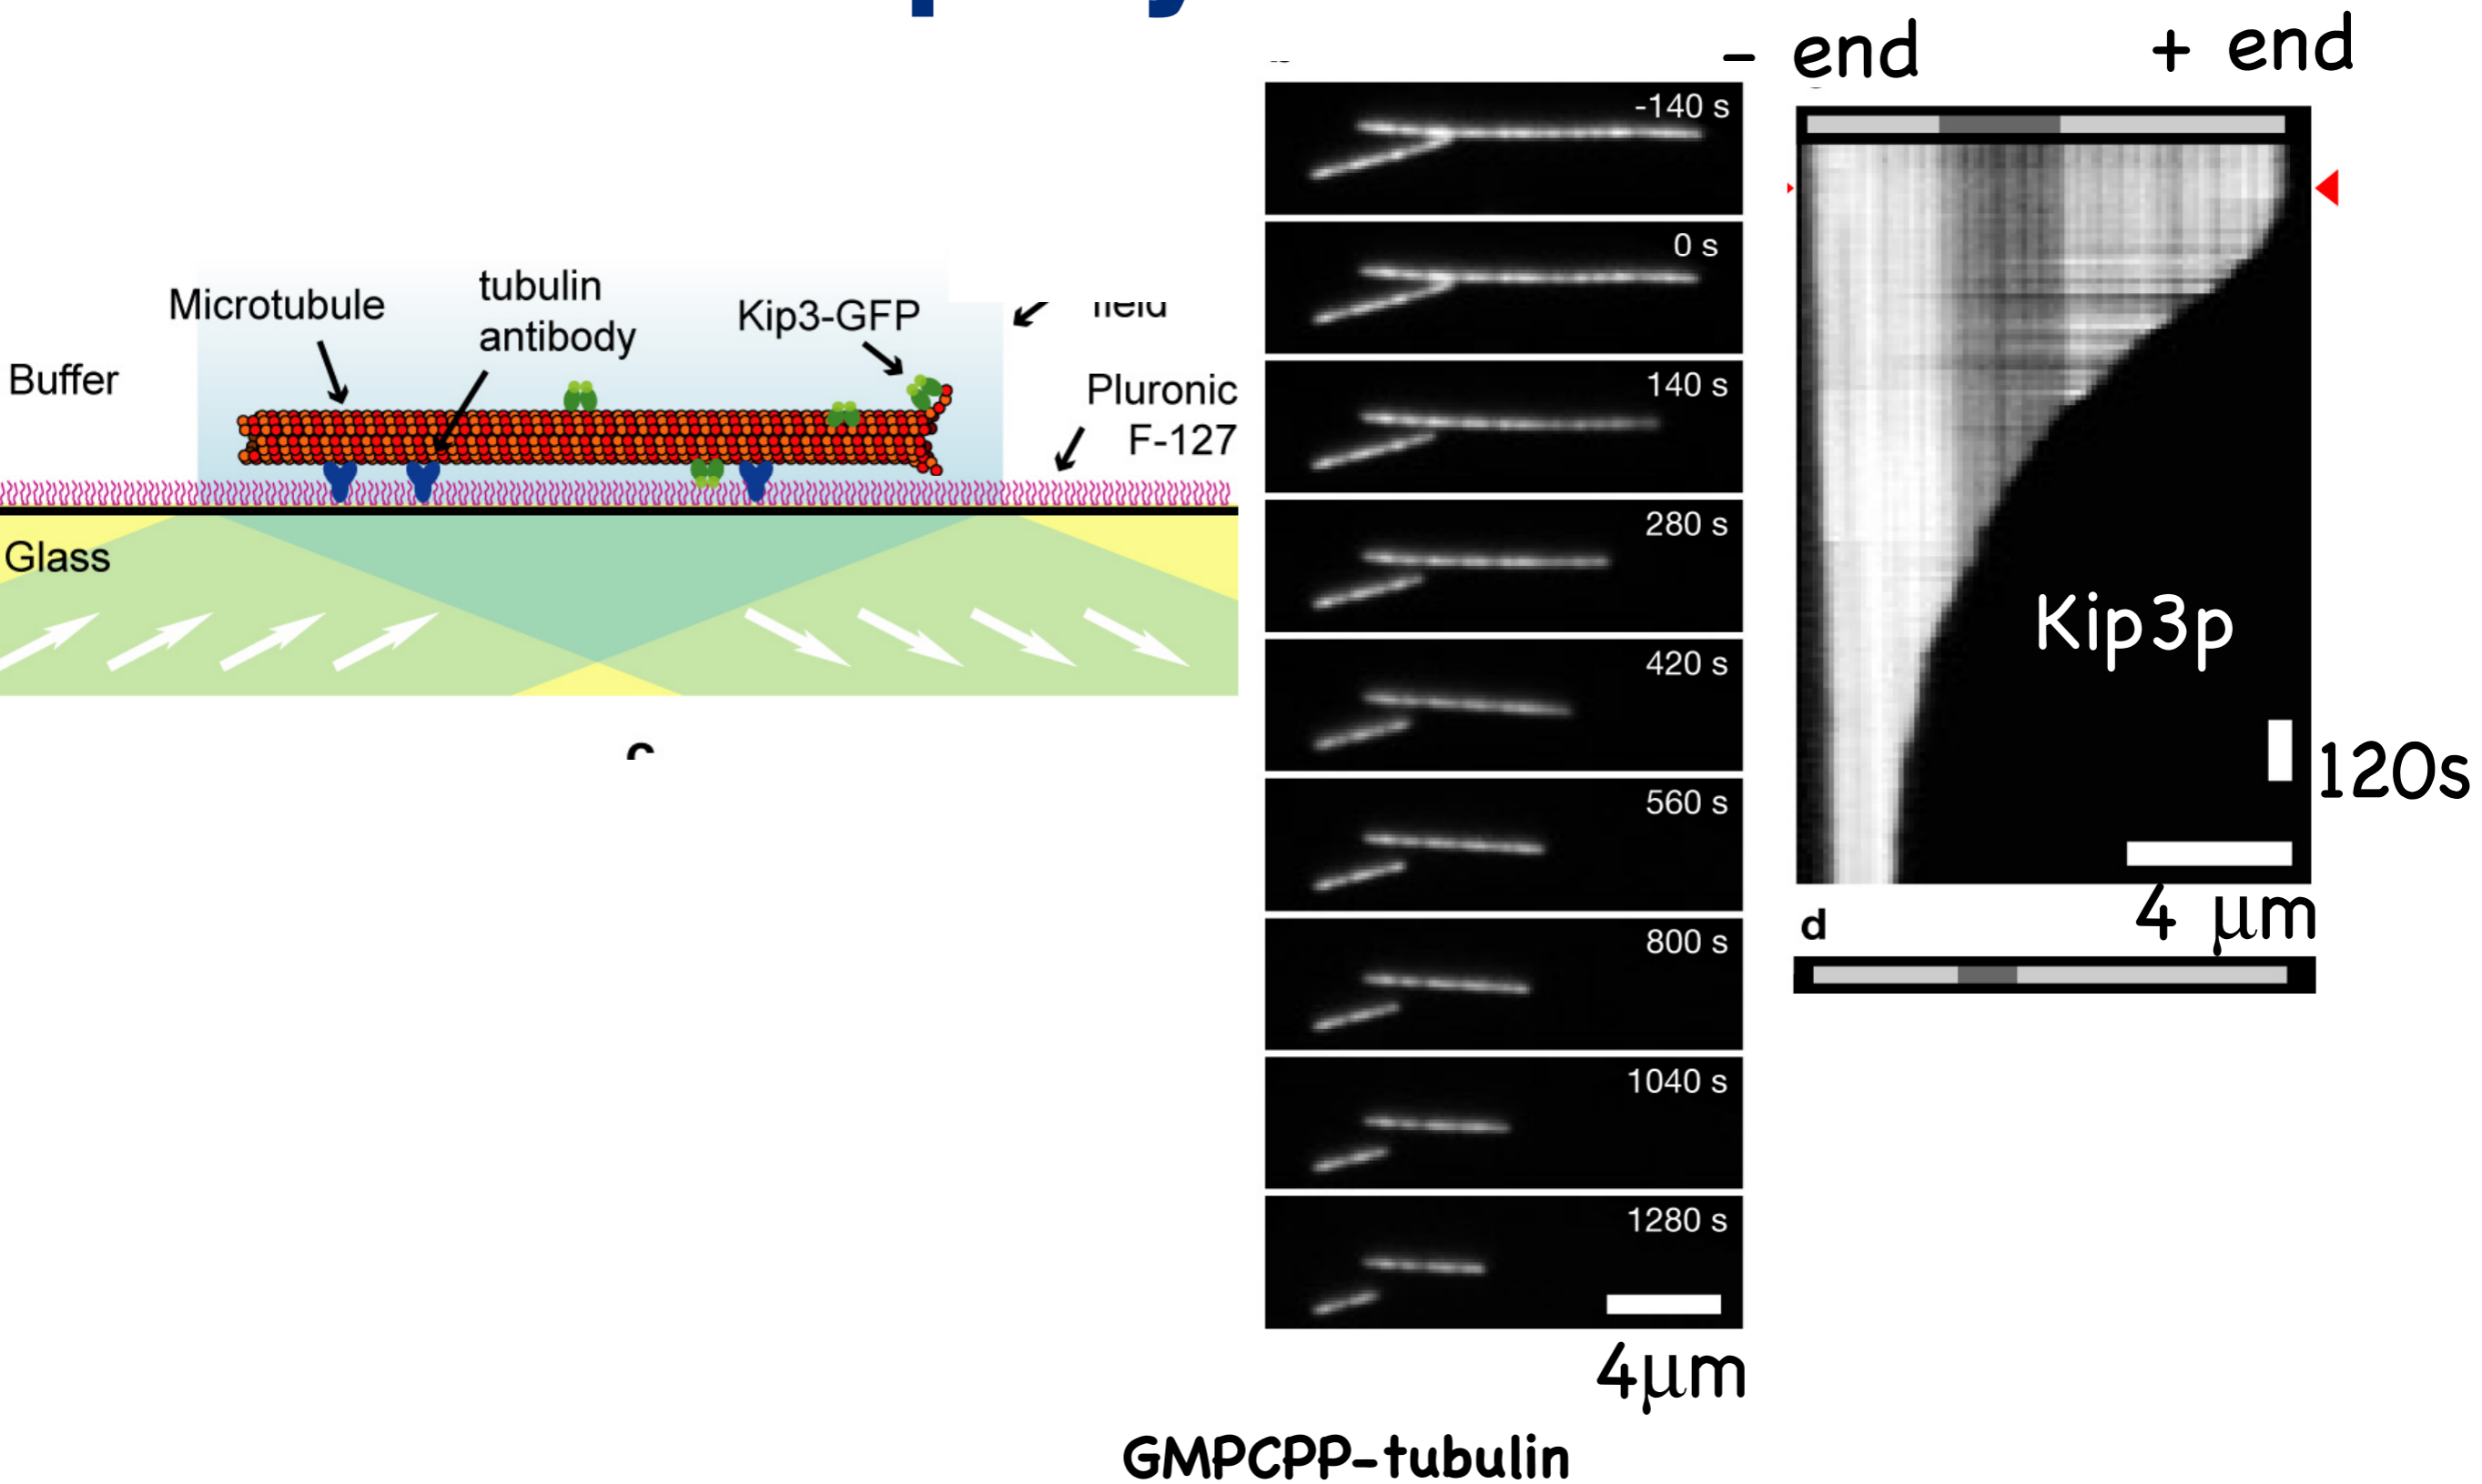 - end
+ end
Microtubule
tubulin
antibody
Kip3-GFP
field
Buffer
Pluronic
F-127
Glass
-140 s
0 s
140 s
280 s
420 s
560 s
800 s
1040 s
1280 s
4μm
Kip3p
120s
4 μm
d
GMPCPP-tubulin